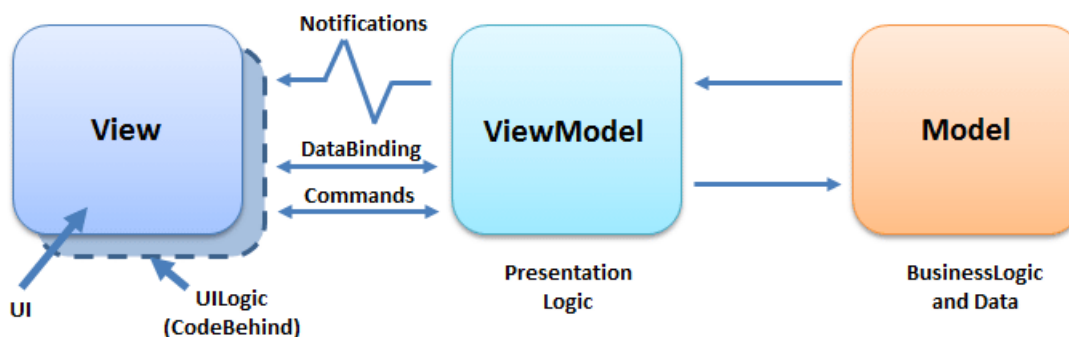 Notifications
View
DataBinding
Commands
ViewModel
Model
UI
UILogic
(CodeBehind)
Presentation
Logic
BusinessLogic
and Data